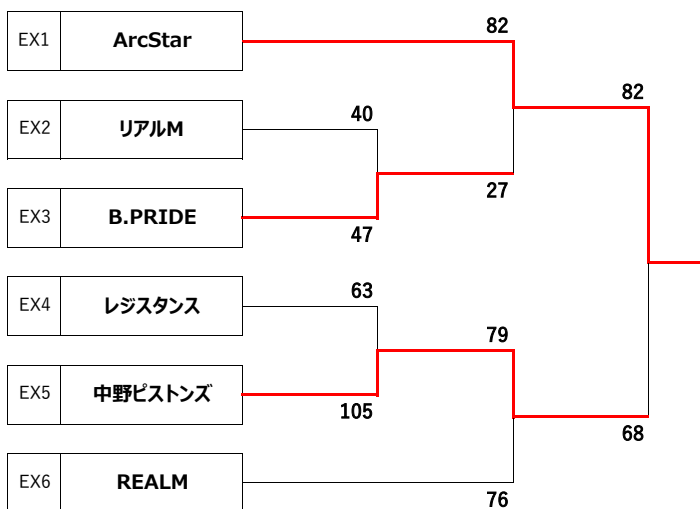 EX1 ArcStar 82
82
EX2 リアルM 40
27
EX3 B.PRIDE 47
EX4 レジスタンス 63
79
EX5 中野ピストンズ 105
68
EX6 REALM 76